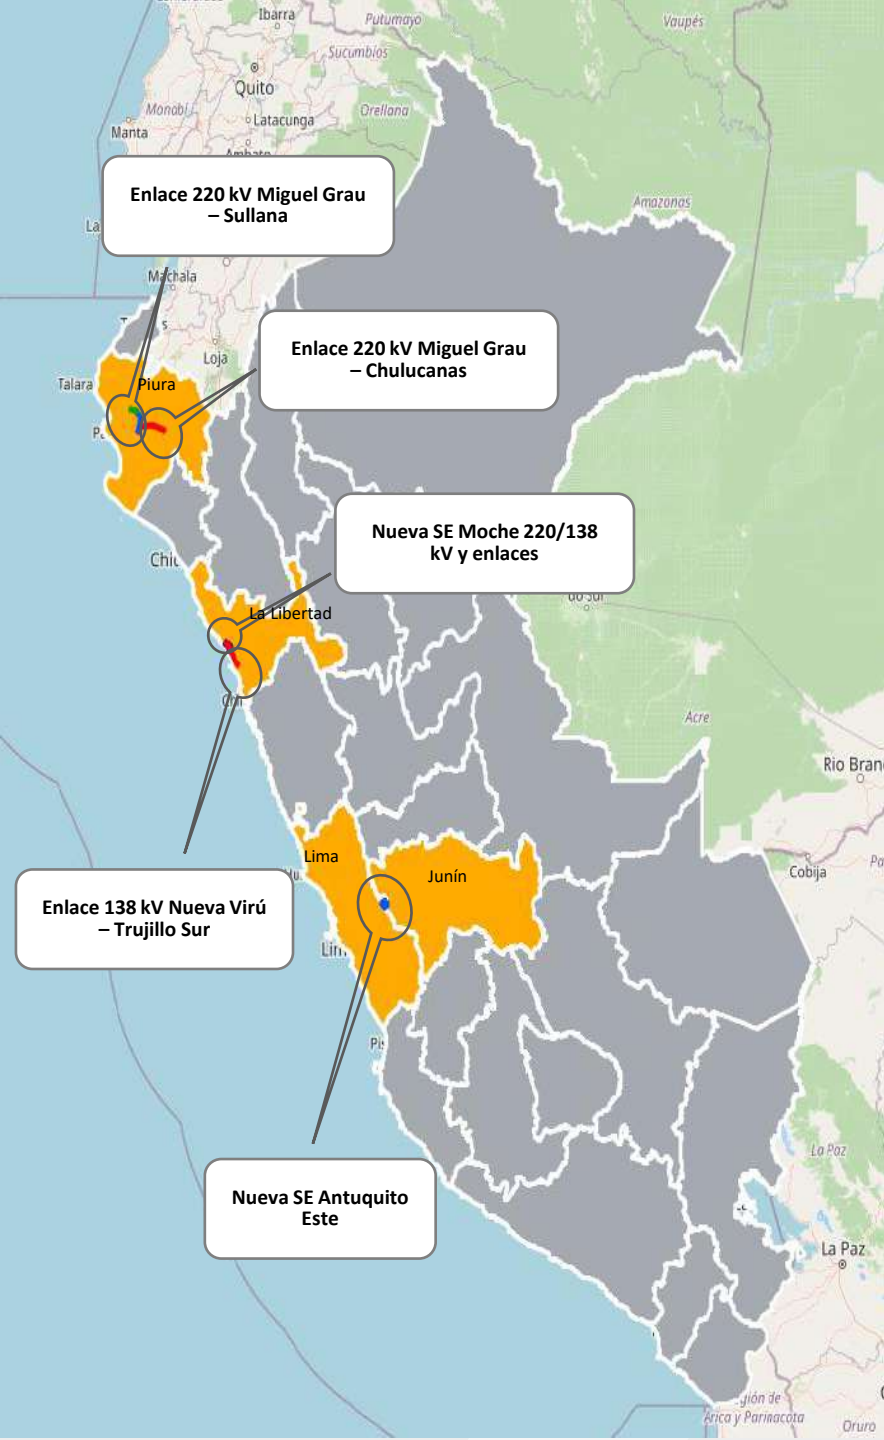 Ibarra
Putumayo
Vaupés
Sucumbíos
Quito
Manabí
Orellana
Latacunga
Manta
Enlace 220 kV Miguel Grau
– Sullana
Amazonas
La
Machala
Enlace 220 kV Miguel Grau
– Chulucanas
Loja
Talara
Piura
Nueva SE Moche 220/138
kV y enlaces
La Libertad
Acre
Rio Bran
Lima
Junín
Cobija
Enlace 138 kV Nueva Virú
– Trujillo Sur
Lim
La Paz
Nueva SE Antuquito
Este
La Paz
Arica y Parinacota
Oruro